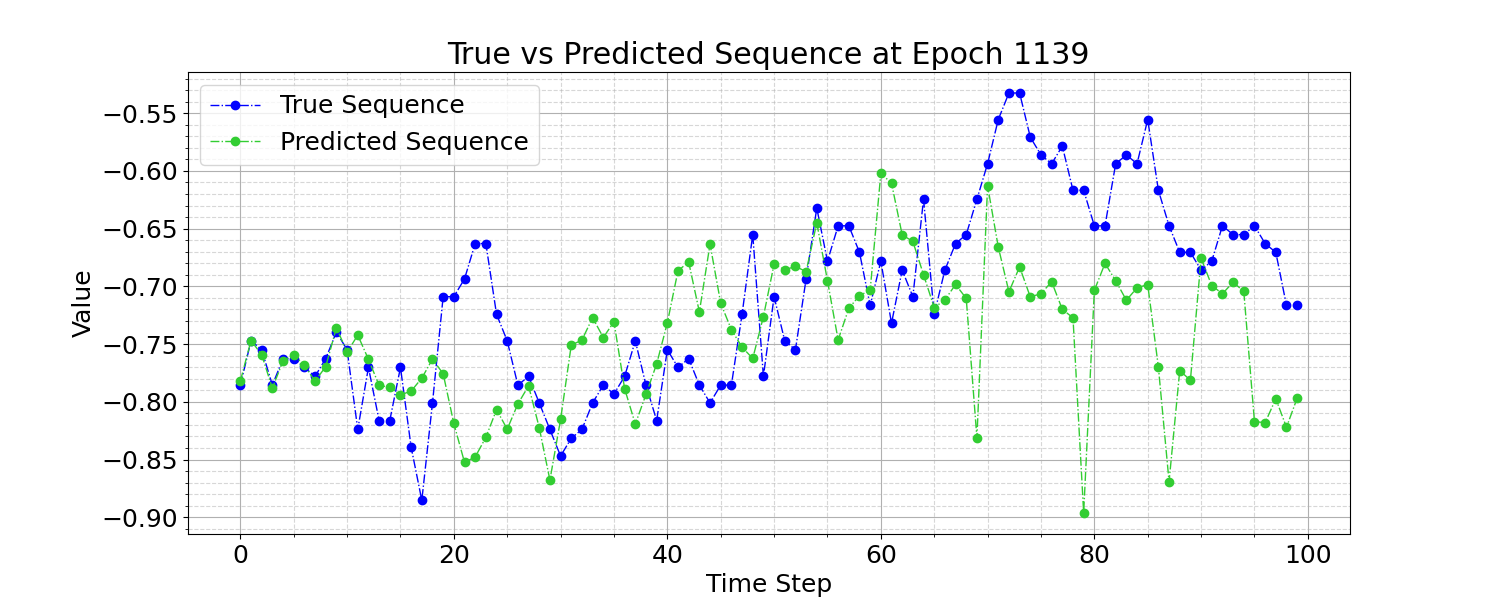 True vs Predicted Sequence at Epoch 1139
True Sequence
Predicted Sequence
−0.55
−0.60
−0.65
−0.70
−0.75
−0.80
−0.85
−0.90
Value
0 20 40 60 80 100
Time Step